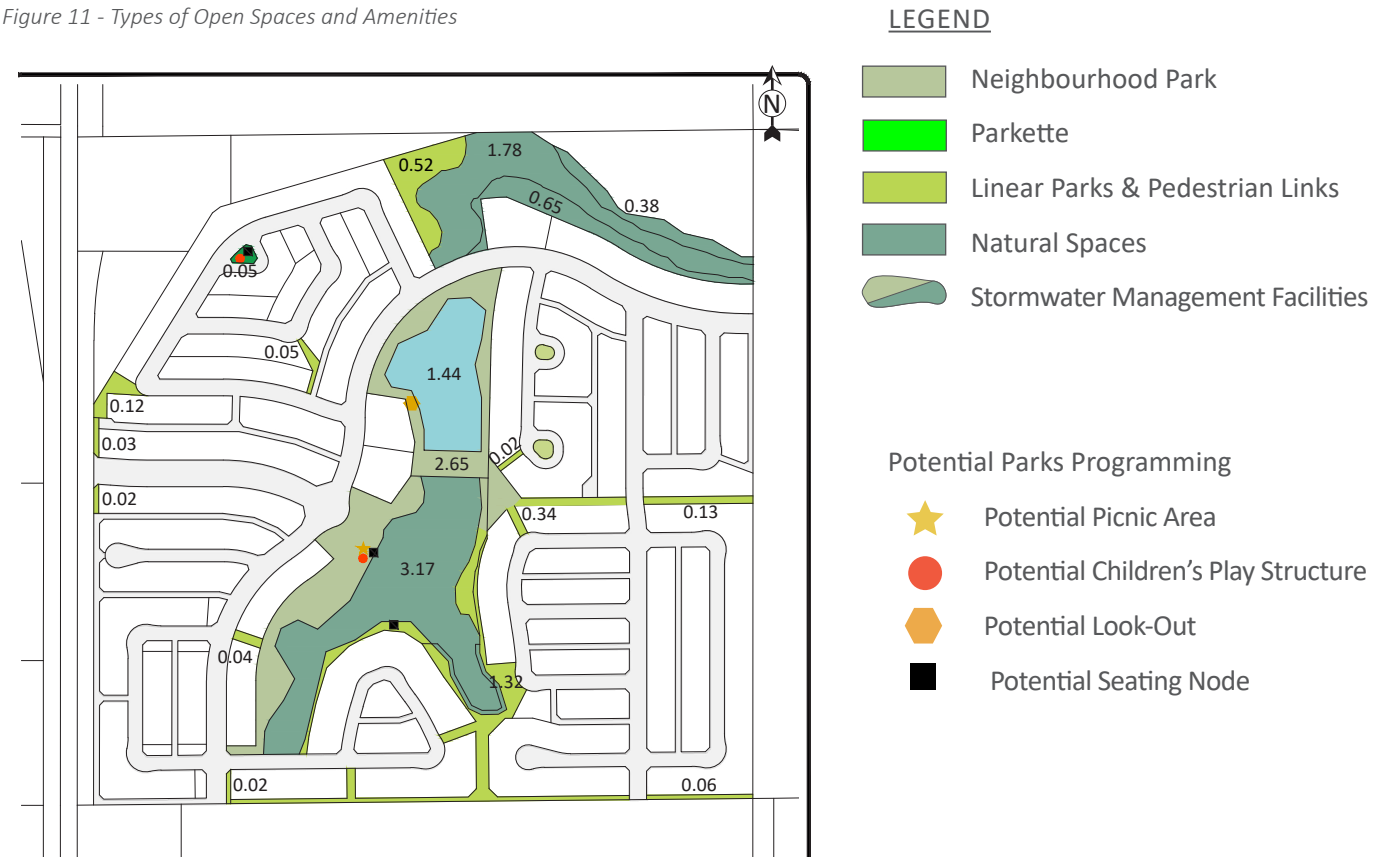 Figure 11 - Types of Open Spaces and Amenities
LEGEND
Neighbourhood Park
Parkette
Linear Parks & Pedestrian Links
Natural Spaces
Stormwater Management Facilities
Potential Parks Programming
Potential Picnic Area
Potential Children's Play Structure
Potential Look-Out
Potential Seating Node
N
0.52
1.78
0.65
0.38
0.05
0.05
1.44
0.12
0.03
0.02
2.65
0.02
0.34
0.13
3.17
0.04
1.32
0.02
0.06